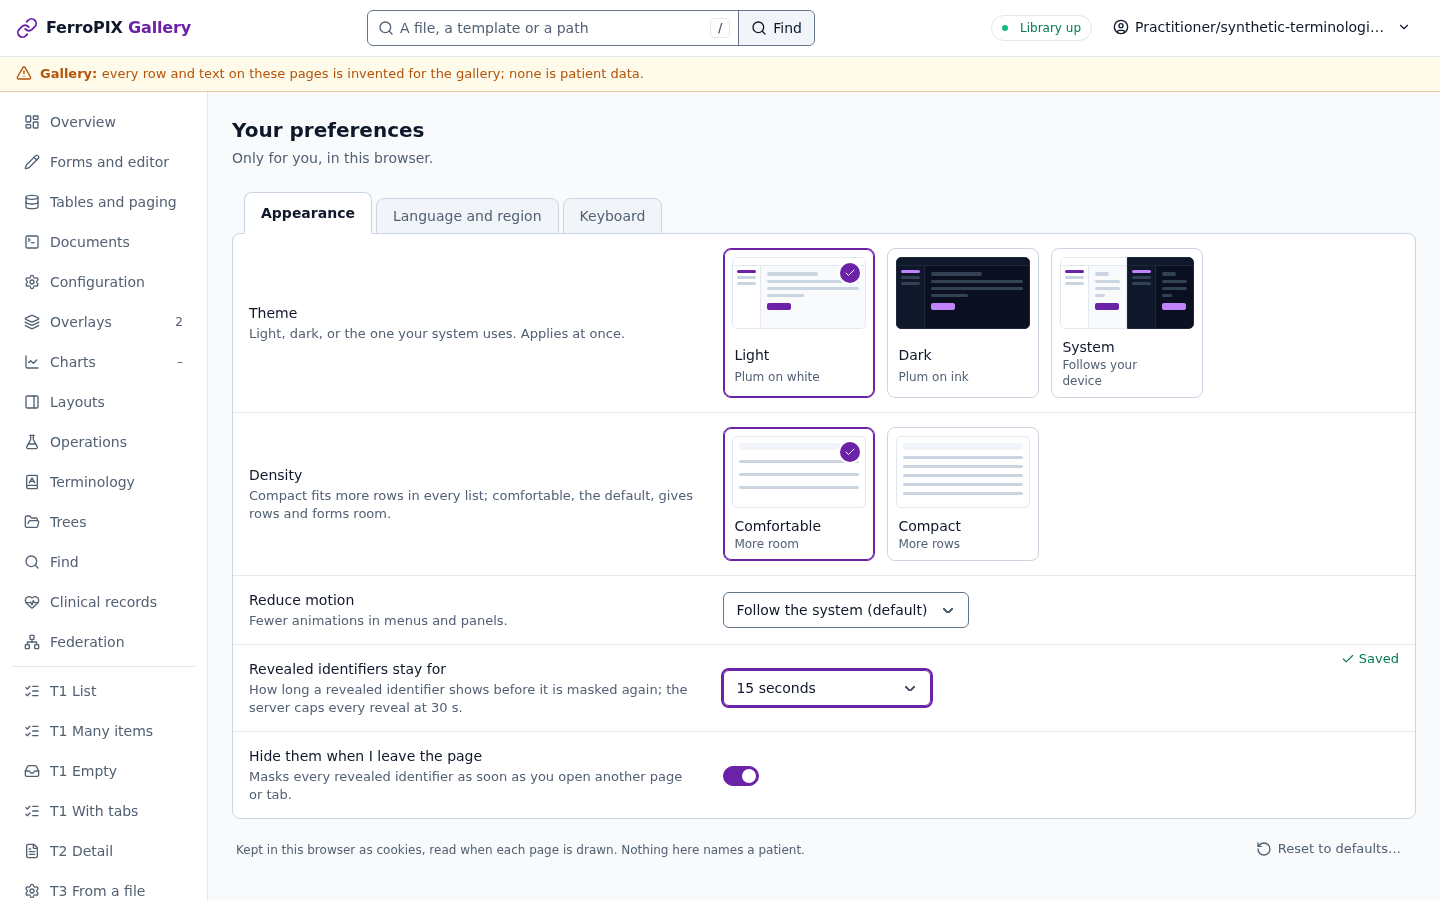 FerroPIX Gallery
A file, a template or a path
/
Find
Library up
Practitioner/synthetic-terminologi...
Gallery: every row and text on these pages is invented for the gallery; none is patient data.
Overview
Forms and editor
Tables and paging
Documents
Configuration
Overlays 2
Charts –
Layouts
Operations
Terminology
Trees
Find
Clinical records
Federation
T1 List
T1 Many items
T1 Empty
T1 With tabs
T2 Detail
T3 From a file
Your preferences
Only for you, in this browser.
Appearance
Language and region
Keyboard
Theme
Light, dark, or the one your system uses. Applies at once.
Light
Plum on white
Dark
Plum on ink
System
Follows your
device
Density
Compact fits more rows in every list; comfortable, the default, gives
rows and forms room.
Comfortable
More room
Compact
More rows
Reduce motion
Fewer animations in menus and panels.
Follow the system (default)
Revealed identifiers stay for
How long a revealed identifier shows before it is masked again; the
server caps every reveal at 30 s.
15 seconds
Saved
Hide them when I leave the page
Masks every revealed identifier as soon as you open another page
or tab.
Kept in this browser as cookies, read when each page is drawn. Nothing here names a patient.
Reset to defaults...